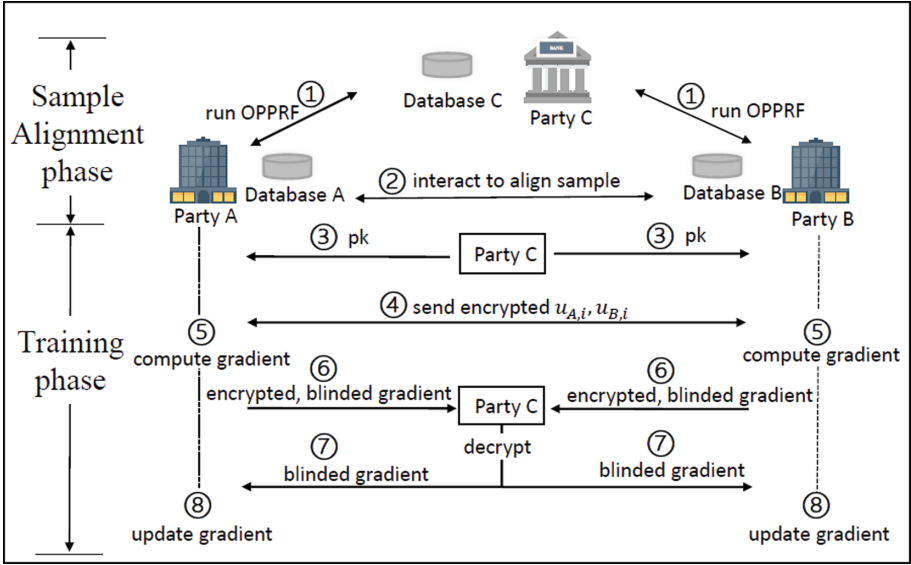 BANK
Sample
Alignment
phase
Database C
Party C
① run OPPRF
① run OPPRF
Database A
Party A
② interact to align sample
Database B
Party B
③ pk
Party C
③ pk
④ send encrypted u_{A,i}, u_{B,i}
Training
phase
⑤
compute gradient
⑤
compute gradient
⑥
encrypted, blinded gradient
Party C
⑥
encrypted, blinded gradient
decrypt
⑦
blinded gradient
⑦
blinded gradient
⑧
update gradient
⑧
update gradient